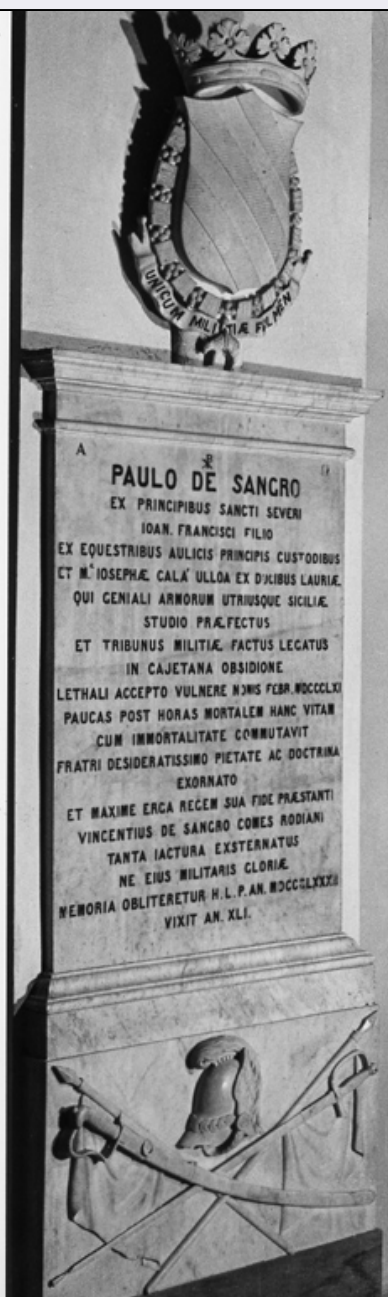 UNICUM MILITIÆ FULMEN
A ☧ Ω
PAULO DE SANGRO
EX PRINCIPIBUS SANCTI SEVERI
IOAN. FRANCISCI FILIO
EX EQUESTRIBUS AULICIS PRINCIPIS CUSTODIBUS
ET M.ᴬ IOSEPHÆ CALA' ULLOA EX DUCIBUS LAURIÆ
QUI GENIALI ARMORUM UTRIUSQUE SICILIÆ
STUDIO PRÆFECTUS
ET TRIBUNUS MILITIÆ FACTUS LEGATUS
IN CAJETANA OBSIDIONE
LETHALI ACCEPTO VULNERE NONIS FEBR. MDCCCLXI
PAUCAS POST HORAS MORTALEM HANC VITAM
CUM IMMORTALITATE COMMUTAVIT
FRATRI DESIDERATISSIMO PIETATE AC DOCTRINA
EXORNATO
ET MAXIME ERGA REGEM SUA FIDE PRÆSTANTI
VINCENTIUS DE SANGRO COMES RODIANI
TANTA IACTURA EXSTERNATUS
NE EIUS MILITARIS GLORIÆ
MEMORIA OBLITERETUR H.L.P. AN. MDCCCLXXXII
VIXIT AN. XLI.